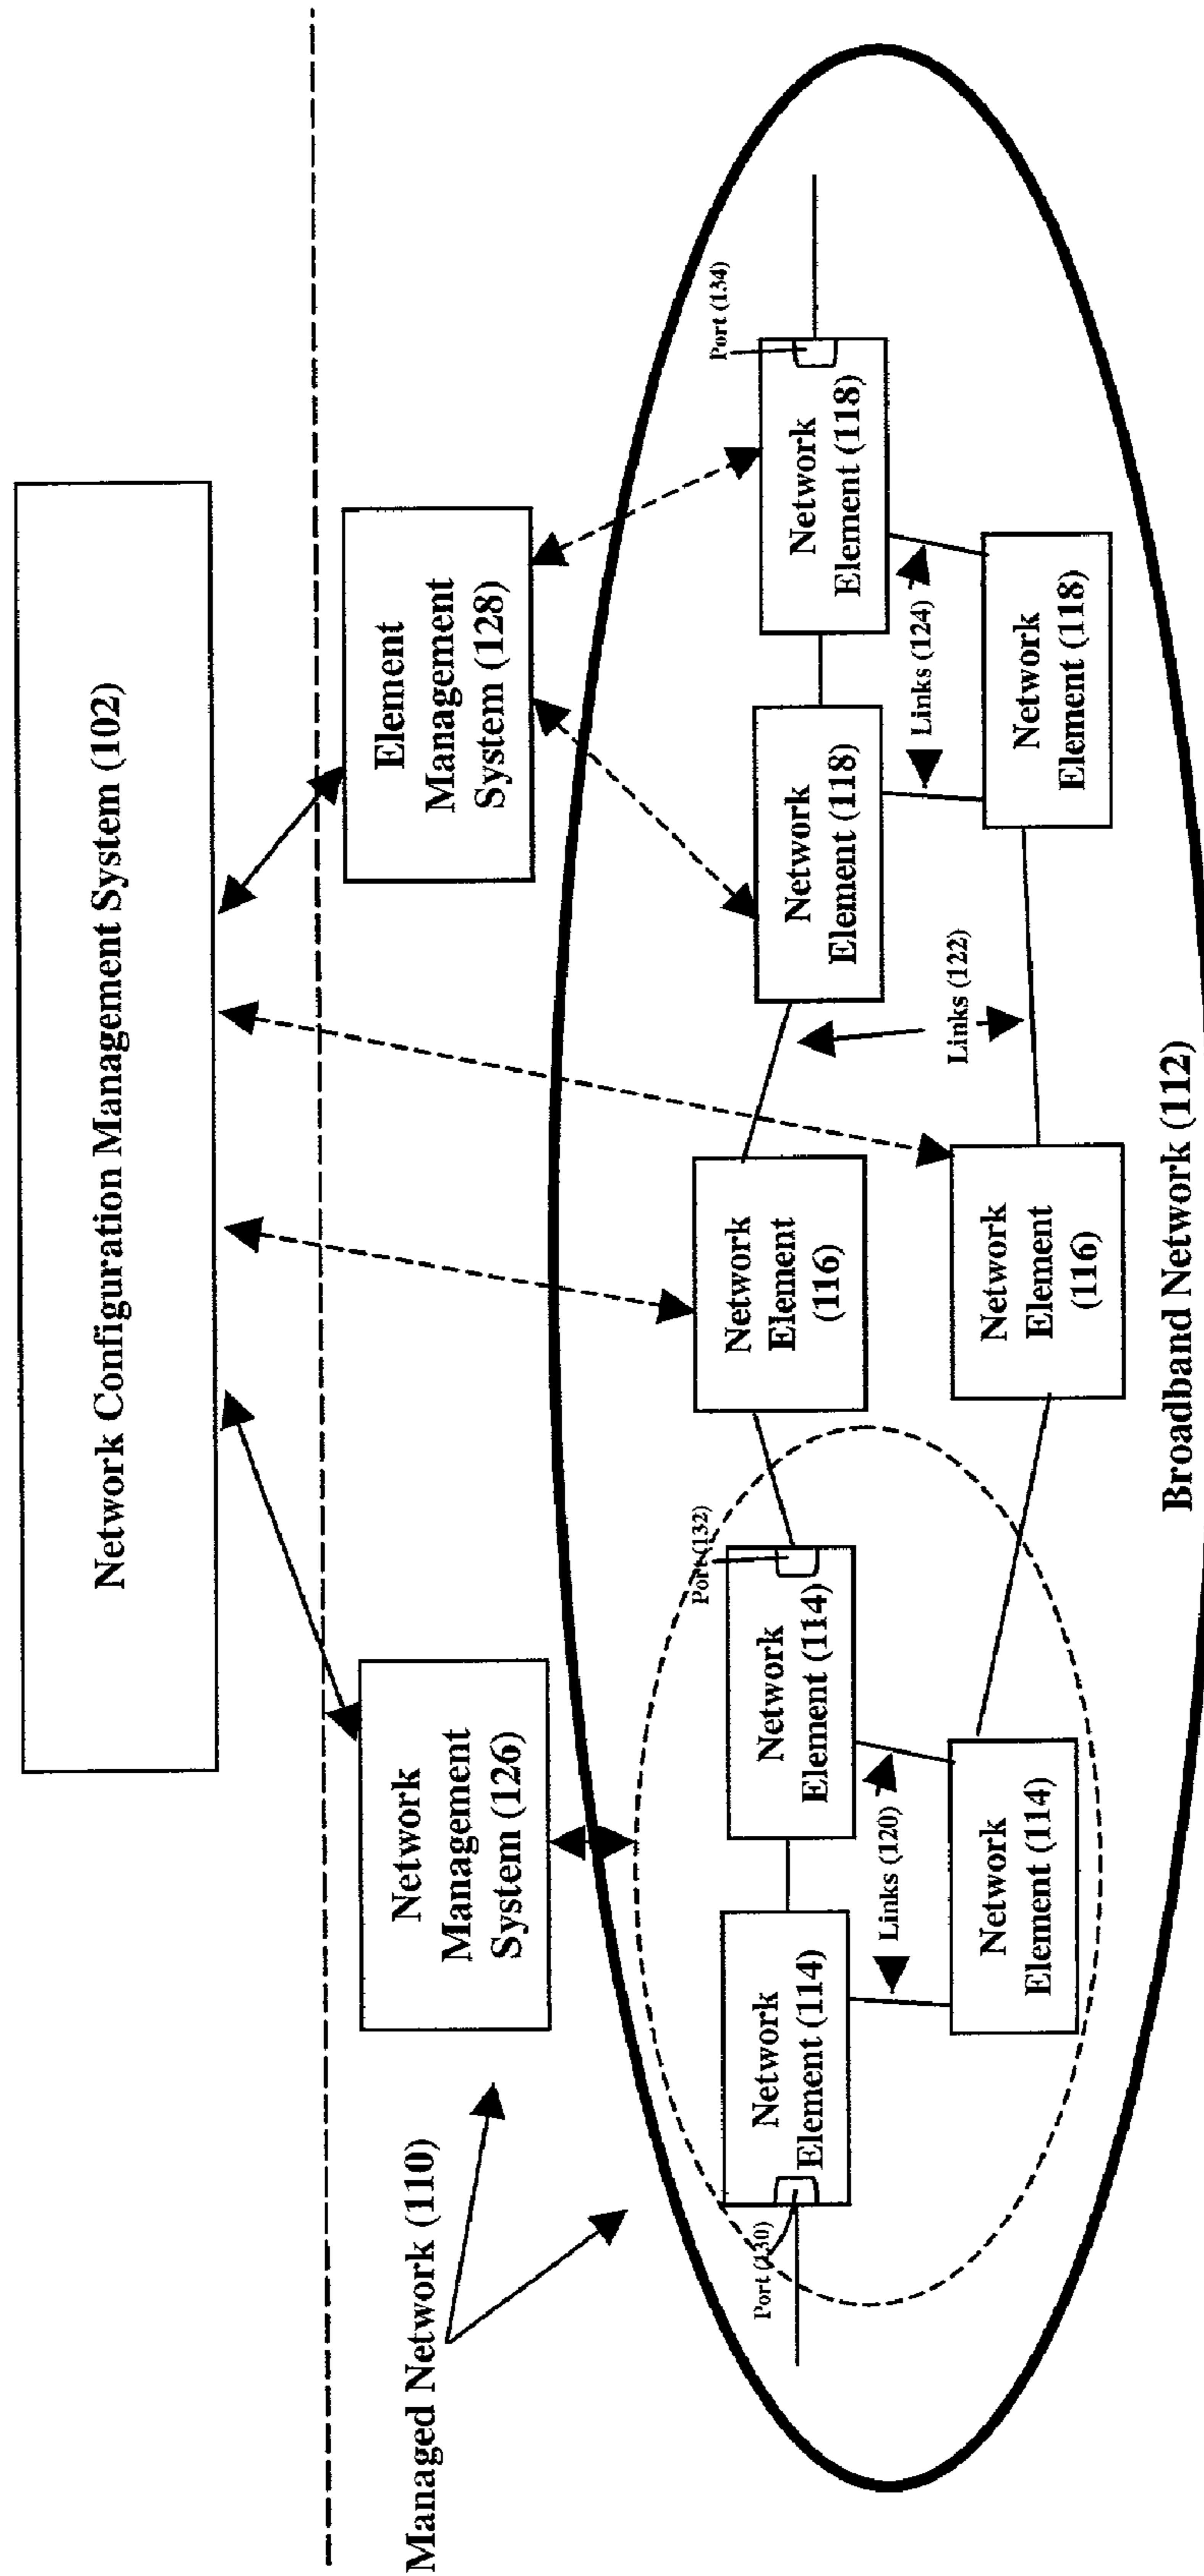 Network Configuration Management System (102)
Managed Network (110)
Network
Management
System (126)
Element
Management
System (128)
Port (130)
Network
Element (114)
Port (132)
Network
Element (114)
Links (120)
Network
Element (114)
Network
Element
(116)
Network
Element
(116)
Links (122)
Network
Element (118)
Port (134)
Network
Element (118)
Links (124)
Network
Element (118)
Broadband Network (112)